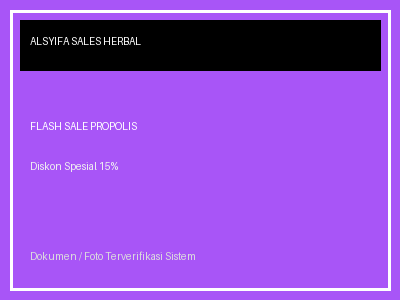 ALSYIFA SALES HERBAL
FLASH SALE PROPOLIS
Diskon Spesial 15%
Dokumen / Foto Terverifikasi Sistem